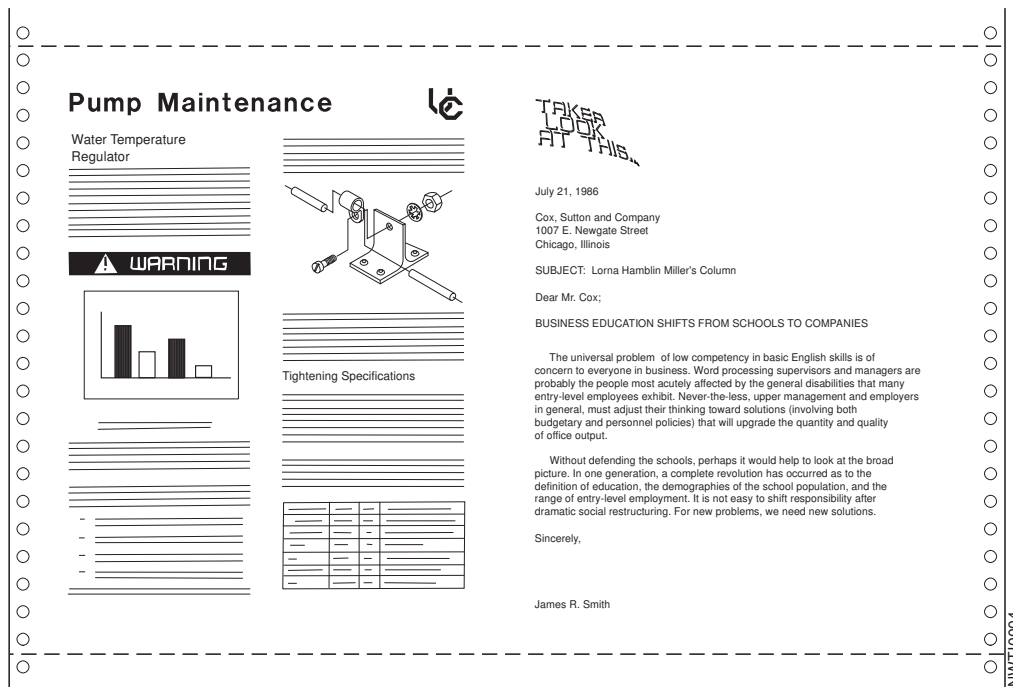 Pump Maintenance
Water Temperature
Regulator
WARNING
Tightening Specifications
TAKE A
LOOK
AT THIS...
July 21, 1986
Cox, Sutton and Company
1007 E. Newgate Street
Chicago, Illinois
SUBJECT: Lorna Hamblin Miller's Column
Dear Mr. Cox;
BUSINESS EDUCATION SHIFTS FROM SCHOOLS TO COMPANIES
The universal problem of low competency in basic English skills is of
concern to everyone in business. Word processing supervisors and managers are
probably the people most acutely affected by the general disabilities that many
entry-level employees exhibit. Never-the-less, upper management and employers
in general, must adjust their thinking toward solutions (involving both
budgetary and personnel policies) that will upgrade the quantity and quality
of office output.
Without defending the schools, perhaps it would help to look at the broad
picture. In one generation, a complete revolution has occurred as to the
definition of education, the demographies of the school population, and the
range of entry-level employment. It is not easy to shift responsibility after
dramatic social restructuring. For new problems, we need new solutions.
Sincerely,
James R. Smith